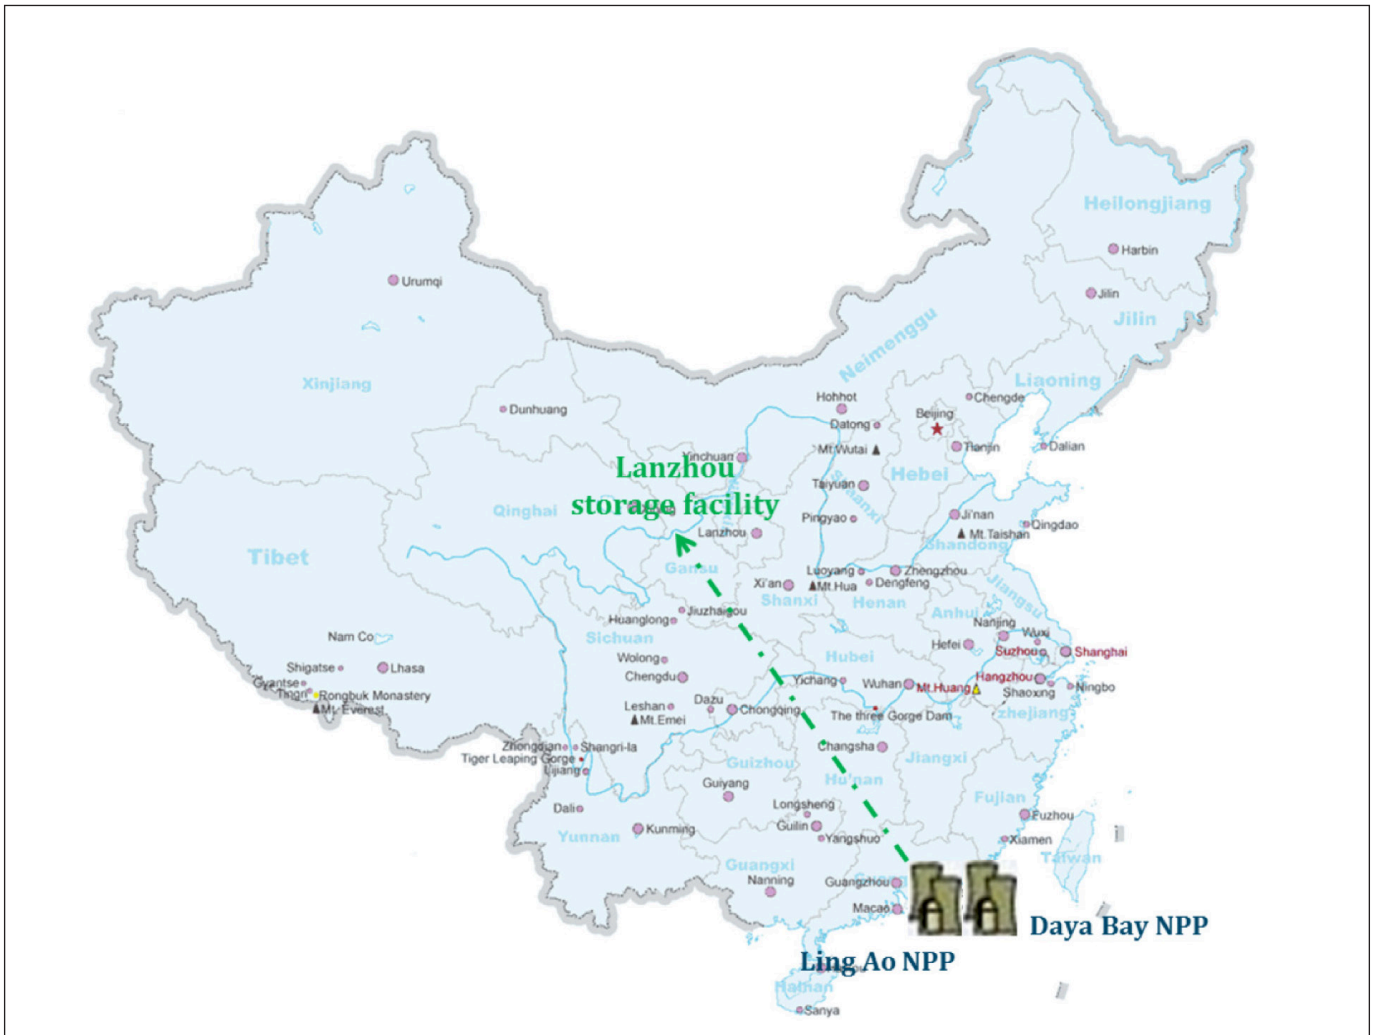 Heilongjiang
Harbin
Urumqi
Jilin
Jilin
Neimenggu
Xinjiang
Liaoning
Hohhot
Chengde
Dunhuang
Beijing
Datong
Mt.Wutai
Tianjin
Dalian
Yinchuan
Lanzhou
storage facility
Hebei
Taiyuan
Shaanxi
Qinghai
Pingyao
Ji'nan
Qingdao
Lanzhou
Mt.Taishan
Shandong
Tibet
Gansu
Luoyang
Zhengzhou
Xi'an
Mt.Hua
Dengfeng
Jiangsu
Shanxi
Henan
Anhui
Jiuzhaigou
Huanglong
Nanjing
Wuxi
Nam Co
Sichuan
Hefei
Suzhou
Shanghai
Hubei
Wolong
Shigatse
Lhasa
Chengdu
Yichang
Wuhan
Mt.Huang
Hangzhou
Gyantse
Shaoxing
Ningbo
Tingri
Rongbuk Monastery
Mt.Everest
Leshan
Dazu
Chongqing
zhejiang
Mt.Emei
The three Gorge Dam
Zhongdian
Shangri-la
Changsha
Tiger Leaping Gorge
Guizhou
Jiangxi
Lijiang
Hu'nan
Guiyang
Fujian
Dali
Longsheng
Fuzhou
Yunnan
Kunming
Guilin
Yangshuo
Xiamen
Taiwan
Guangxi
Nanning
Guangzhou
Macao
Daya Bay NPP
Ling Ao NPP
Hainan
Sanya